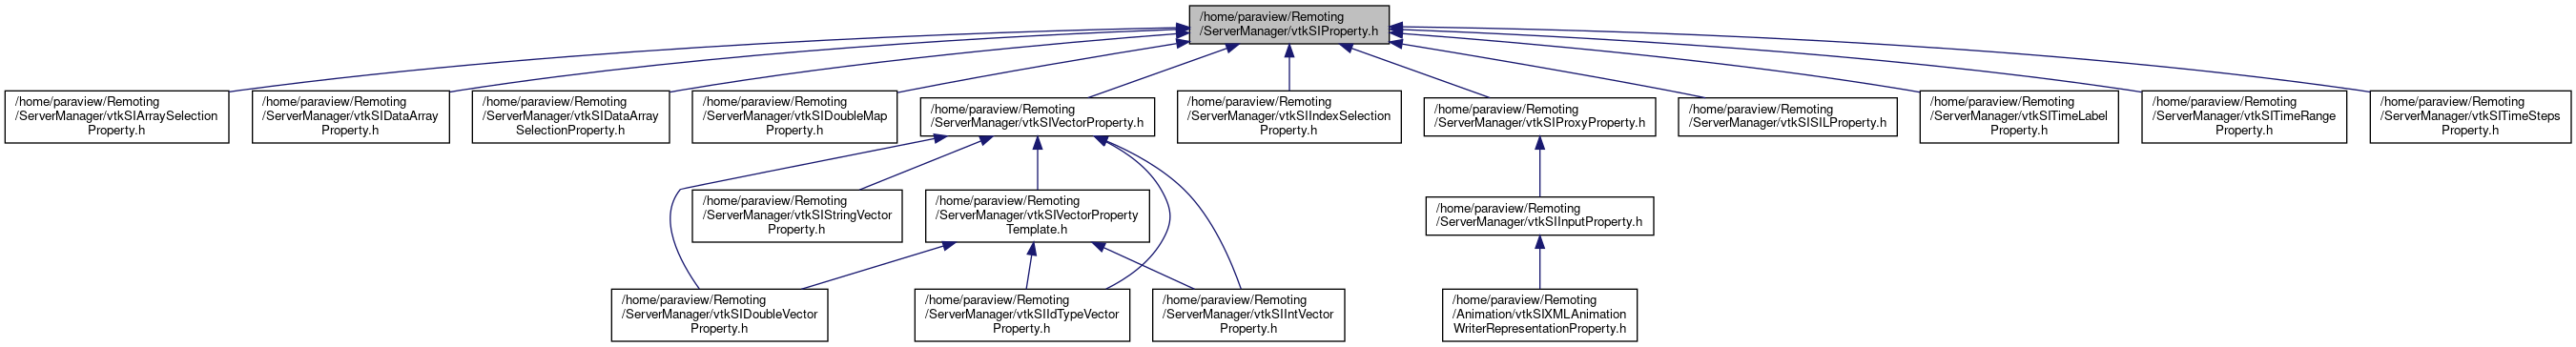 /home/paraview/Remoting
/ServerManager/vtkSIProperty.h
/home/paraview/Remoting
/ServerManager/vtkSIArraySelection
Property.h
/home/paraview/Remoting
/ServerManager/vtkSIDataArray
Property.h
/home/paraview/Remoting
/ServerManager/vtkSIDataArray
SelectionProperty.h
/home/paraview/Remoting
/ServerManager/vtkSIDoubleMap
Property.h
/home/paraview/Remoting
/ServerManager/vtkSIVectorProperty.h
/home/paraview/Remoting
/ServerManager/vtkSIIndexSelection
Property.h
/home/paraview/Remoting
/ServerManager/vtkSIProxyProperty.h
/home/paraview/Remoting
/ServerManager/vtkSISILProperty.h
/home/paraview/Remoting
/ServerManager/vtkSITimeLabel
Property.h
/home/paraview/Remoting
/ServerManager/vtkSITimeRange
Property.h
/home/paraview/Remoting
/ServerManager/vtkSITimeSteps
Property.h
/home/paraview/Remoting
/ServerManager/vtkSIStringVector
Property.h
/home/paraview/Remoting
/ServerManager/vtkSIVectorProperty
Template.h
/home/paraview/Remoting
/ServerManager/vtkSIInputProperty.h
/home/paraview/Remoting
/ServerManager/vtkSIDoubleVector
Property.h
/home/paraview/Remoting
/ServerManager/vtkSIIdTypeVector
Property.h
/home/paraview/Remoting
/ServerManager/vtkSIIntVector
Property.h
/home/paraview/Remoting
/Animation/vtkSIXMLAnimation
WriterRepresentationProperty.h